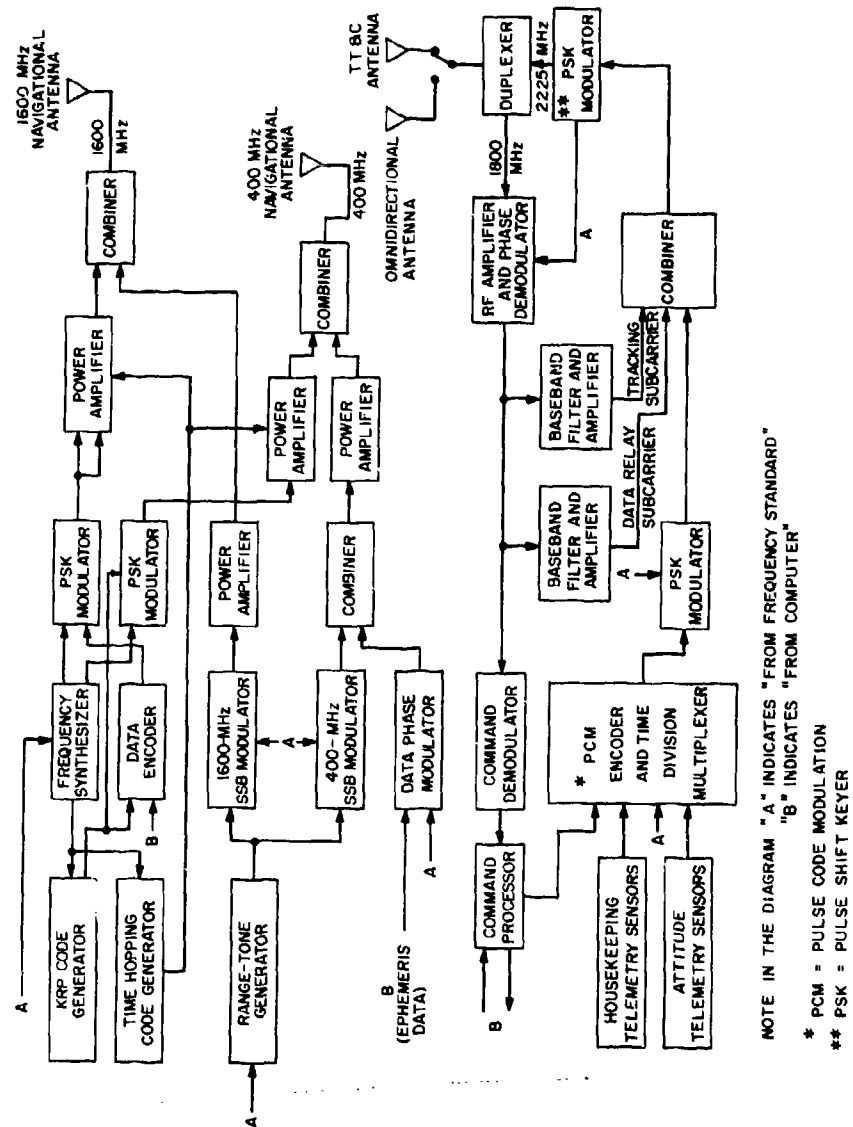 1600 MHz
NAVIGATIONAL
ANTENNA
1600
MHz
COMBINER
POWER
AMPLIFIER
PSK
MODULATOR
PSK
MODULATOR
FREQUENCY
SYNTHESIZER
DATA
ENCODER
A
B
KRP CODE
GENERATOR
TIME HOPPING
CODE GENERATOR
400 MHz
NAVIGATIONAL
ANTENNA
400 MHz
COMBINER
POWER
AMPLIFIER
POWER
AMPLIFIER
POWER
AMPLIFIER
COMBINER
1600-MHz
SSB MODULATOR
A
400-MHz
SSB MODULATOR
RANGE-TONE
GENERATOR
A
DATA PHASE
MODULATOR
A
B
(EPHEMERIS
DATA)
TT &C
ANTENNA
OMNIDIRECTIONAL
ANTENNA
DUPLEXER
2225 MHz
** PSK
MODULATOR
1800
MHz
RF AMPLIFIER
AND PHASE
DEMODULATOR
A
BASEBAND
FILTER AND
AMPLIFIER
TRACKING
SUBCARRIER
BASEBAND
FILTER AND
AMPLIFIER
DATA RELAY
SUBCARRIER
COMBINER
A
PSK
MODULATOR
COMMAND
DEMODULATOR
COMMAND
PROCESSOR
B
* PCM
ENCODER
AND TIME
DIVISION
MULTIPLEXER
HOUSEKEEPING
TELEMETRY SENSORS
A
ATTITUDE
TELEMETRY SENSORS
NOTE IN THE DIAGRAM "A" INDICATES "FROM FREQUENCY STANDARD"
"B" INDICATES "FROM COMPUTER"
* PCM = PULSE CODE MODULATION
** PSK = PULSE SHIFT KEYER